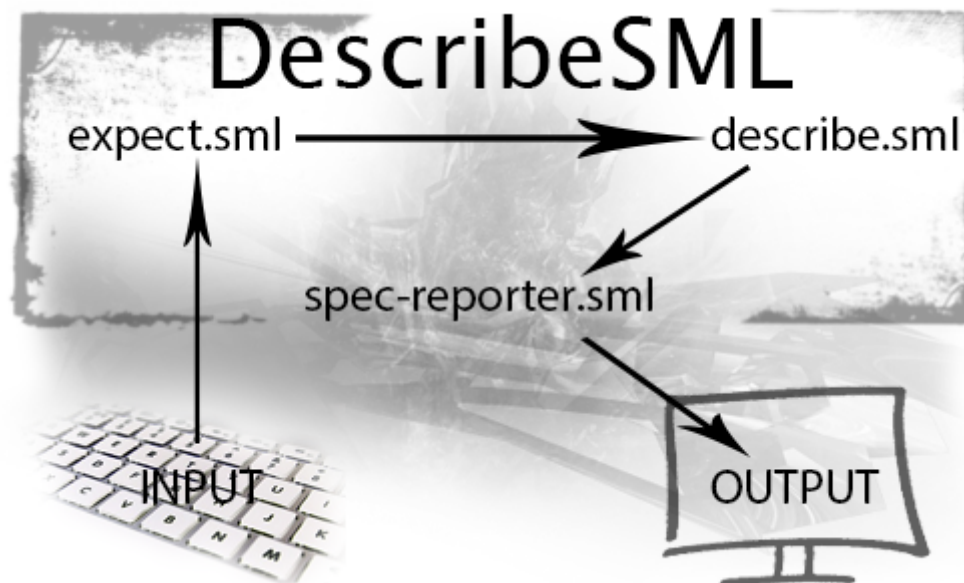 DescribeSML
expect.sml
describe.sml
spec-reporter.sml
INPUT
OUTPUT